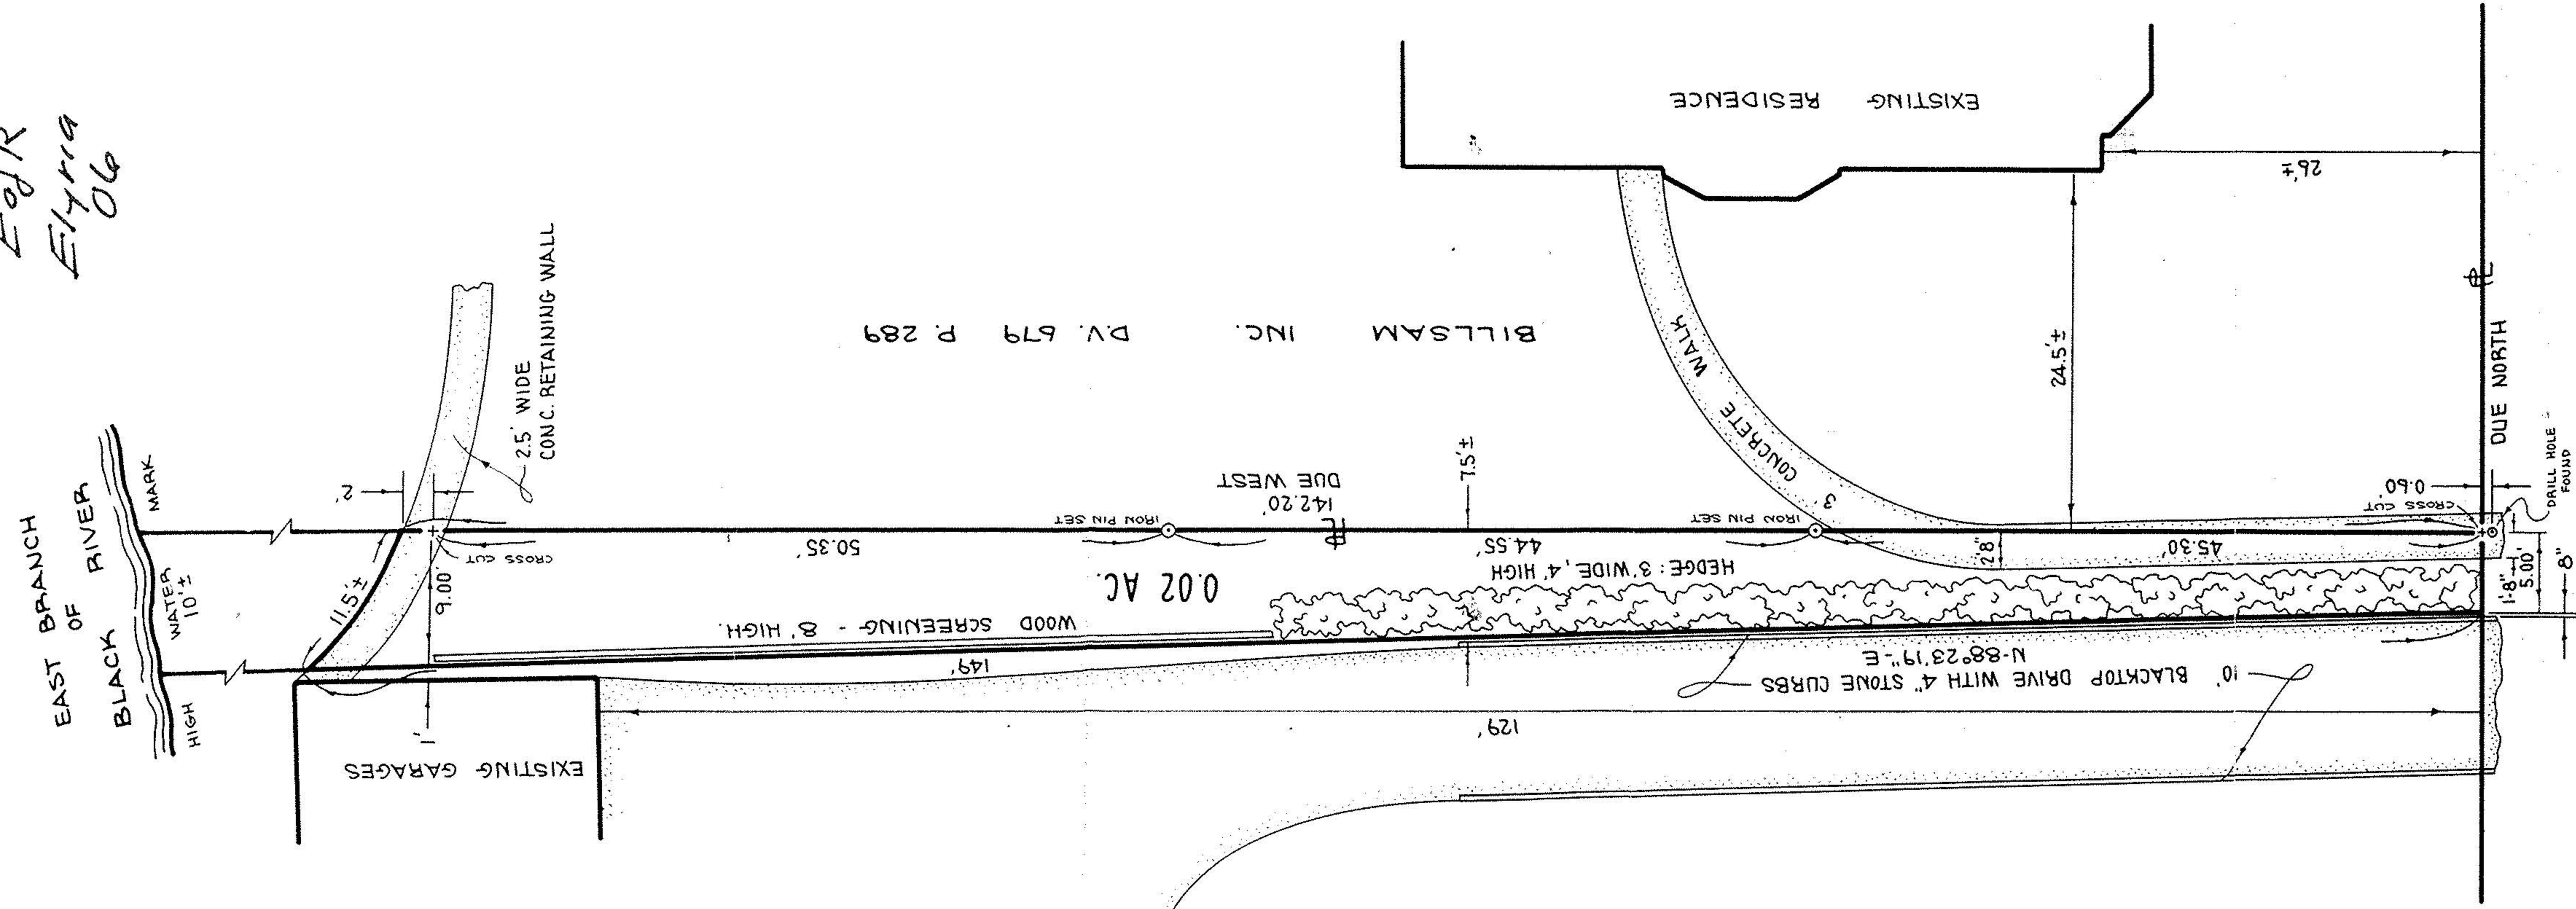 E of R
Elyria
06
EAST BRANCH
OF
BLACK RIVER
HIGH WATER MARK
10'±
2'
11.5'±
9.00'
1'
CROSS CUT
2.5' WIDE
CONC. RETAINING WALL
EXISTING GARAGES
BILLSAM INC. D.V. 679 P. 289
EXISTING RESIDENCE
26'±
24.5'±
CONCRETE WALK
3'
7.5'±
142.20'
DUE WEST
IRON PIN SET
IRON PIN SET
50.35'
44.55'
45.30'
2'8"
0.02 AC.
HEDGE: 3' WIDE, 4' HIGH
WOOD SCREENING - 8' HIGH.
149'
N-88°23'19"-E
10' BLACKTOP DRIVE WITH 4" STONE CURBS
129'
DUE NORTH
PL
PL
0.60'
CROSS CUT
DRILL HOLE
FOUND
1'-8"
5.00'
8"